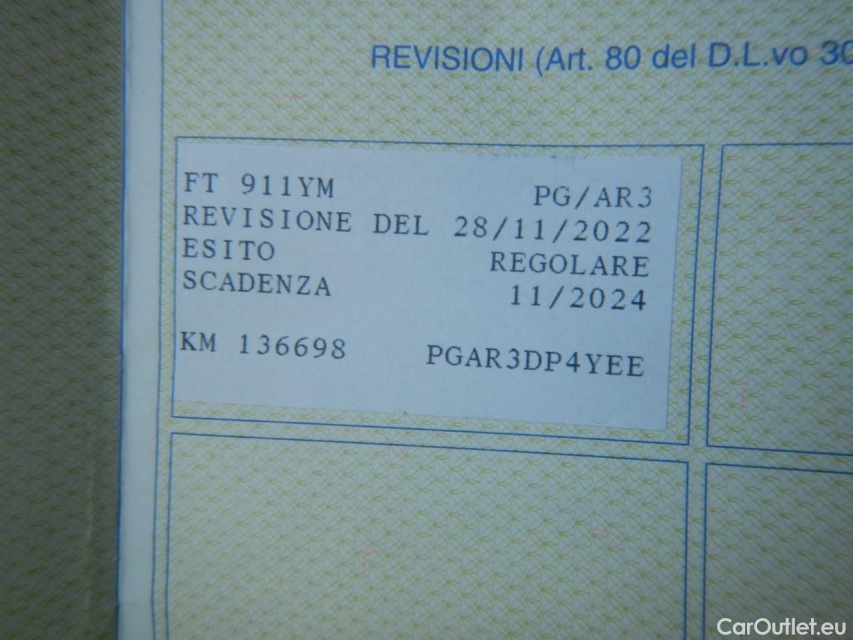 REVISIONI (Art. 80 del D.L.vo 30
FT 911YM PG/AR3
REVISIONE DEL 28/11/2022
ESITO REGOLARE
SCADENZA 11/2024
KM 136698 PGAR3DP4YEE
CarOutlet.eu